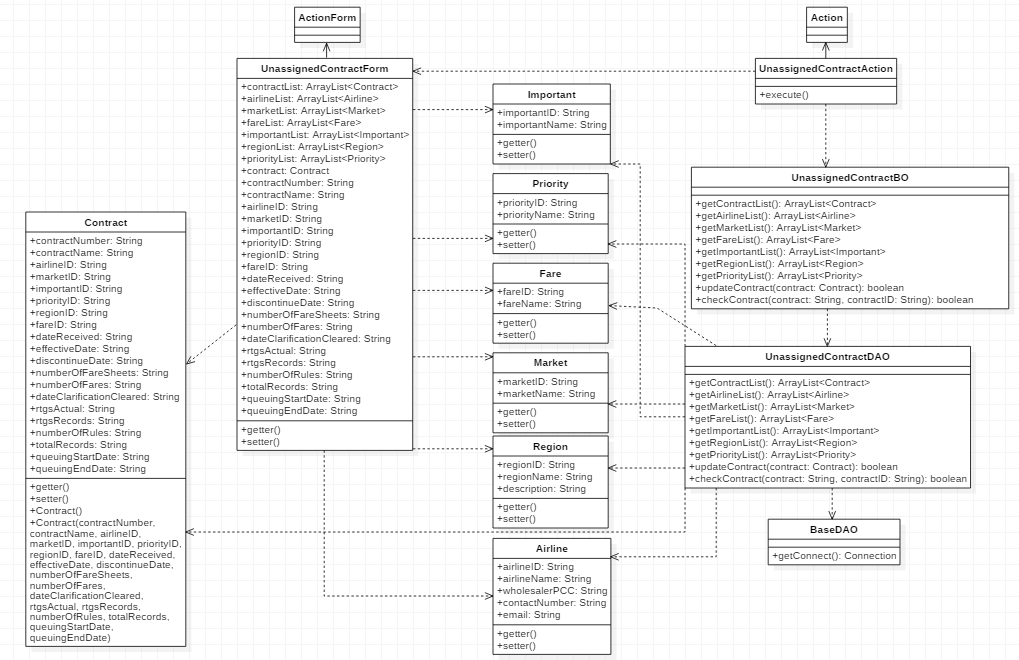 ActionForm
Action
UnassignedContractForm
+contractList: ArrayList<Contract>
+airlineList: ArrayList<Airline>
+marketList: ArrayList<Market>
+fareList: ArrayList<Fare>
+importantList: ArrayList<Important>
+regionList: ArrayList<Region>
+priorityList: ArrayList<Priority>
+contract: Contract
+contractNumber: String
+contractName: String
+airlineID: String
+marketID: String
+importantID: String
+priorityID: String
+regionID: String
+fareID: String
+dateReceived: String
+effectiveDate: String
+discontinueDate: String
+numberOfFareSheets: String
+numberOfFares: String
+dateClarificationCleared: String
+rtgsActual: String
+rtgsRecords: String
+numberOfRules: String
+totalRecords: String
+queuingStartDate: String
+queuingEndDate: String
+getter()
+setter()
UnassignedContractAction
+execute()
Important
+importantID: String
+importantName: String
+getter()
+setter()
Priority
+priorityID: String
+priorityName: String
+getter()
+setter()
Fare
+fareID: String
+fareName: String
+getter()
+setter()
Market
+marketID: String
+marketName: String
+getter()
+setter()
Region
+regionID: String
+regionName: String
+description: String
+getter()
+setter()
Airline
+airlineID: String
+airlineName: String
+wholesalerPCC: String
+contactNumber: String
+email: String
+getter()
+setter()
UnassignedContractBO
+getContractList(): ArrayList<Contract>
+getAirlineList(): ArrayList<Airline>
+getMarketList(): ArrayList<Market>
+getFareList(): ArrayList<Fare>
+getImportantList(): ArrayList<Important>
+getRegionList(): ArrayList<Region>
+getPriorityList(): ArrayList<Priority>
+updateContract(contract: Contract): boolean
+checkContract(contract: String, contractID: String): boolean
UnassignedContractDAO
+getContractList(): ArrayList<Contract>
+getAirlineList(): ArrayList<Airline>
+getMarketList(): ArrayList<Market>
+getFareList(): ArrayList<Fare>
+getImportantList(): ArrayList<Important>
+getRegionList(): ArrayList<Region>
+getPriorityList(): ArrayList<Priority>
+updateContract(contract: Contract): boolean
+checkContract(contract: String, contractID: String): boolean
BaseDAO
+getConnect(): Connection
Contract
+contractNumber: String
+contractName: String
+airlineID: String
+marketID: String
+importantID: String
+priorityID: String
+regionID: String
+fareID: String
+dateReceived: String
+effectiveDate: String
+discontinueDate: String
+numberOfFareSheets: String
+numberOfFares: String
+dateClarificationCleared: String
+rtgsActual: String
+rtgsRecords: String
+numberOfRules: String
+totalRecords: String
+queuingStartDate: String
+queuingEndDate: String
+getter()
+setter()
+Contract()
+Contract(contractNumber,
contractName, airlineID,
marketID, importantID, priorityID,
regionID, fareID, dateReceived,
effectiveDate, discontinueDate,
numberOfFareSheets,
numberOfFares,
dateClarificationCleared,
rtgsActual, rtgsRecords,
numberOfRules, totalRecords,
queuingStartDate,
queuingEndDate)